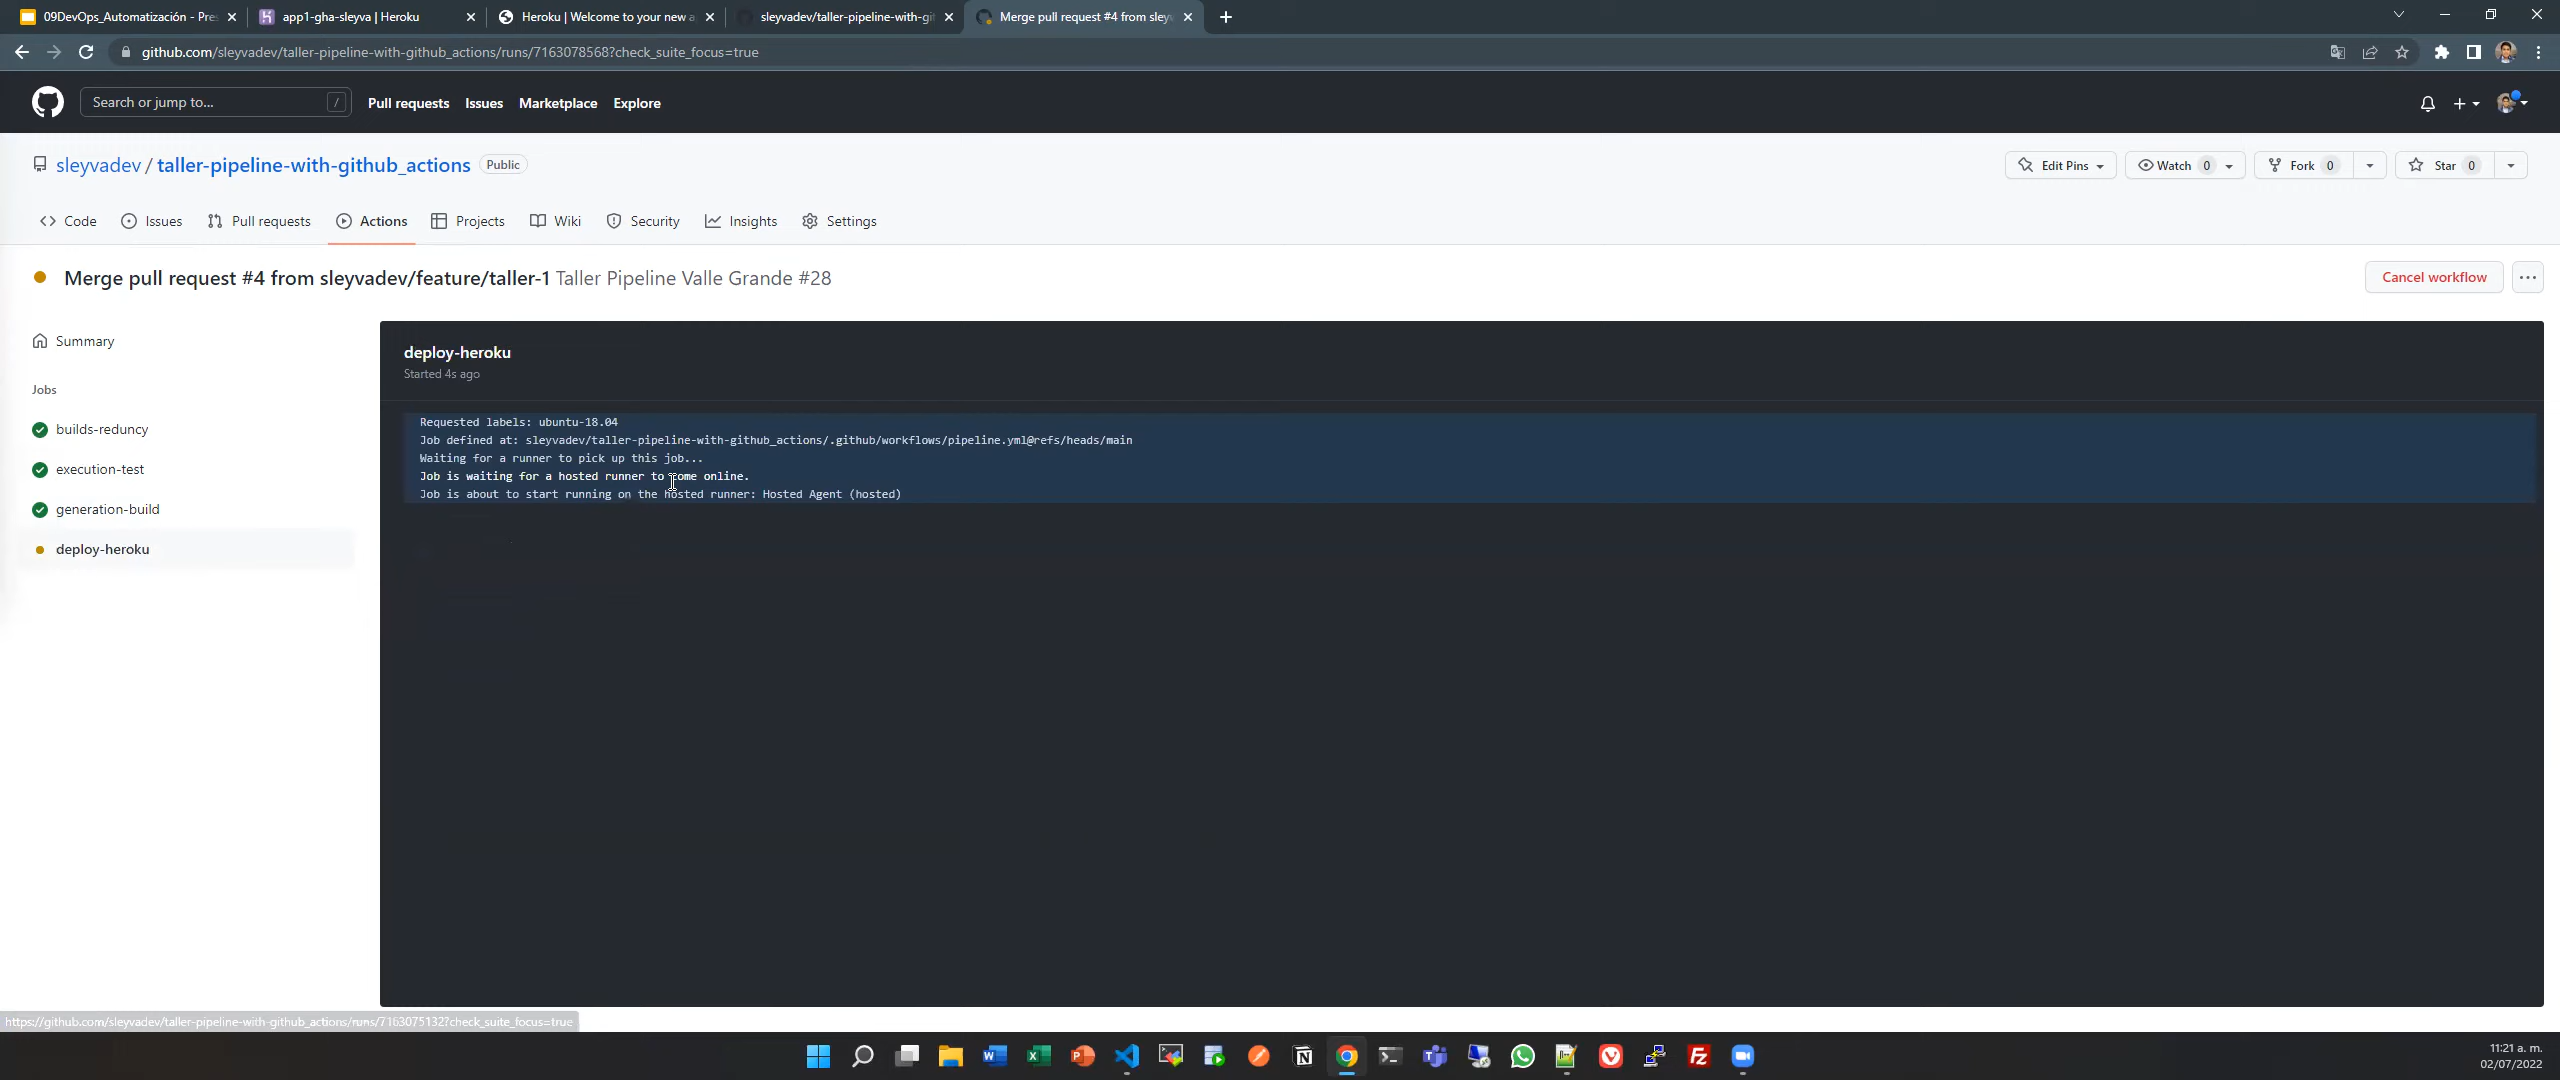 09DevOps_Automatización - Pres
app1-gha-sleyva | Heroku
Heroku | Welcome to your new a
sleyvadev/taller-pipeline-with-git
Merge pull request #4 from sleyv
github.com/sleyvadev/taller-pipeline-with-github_actions/runs/7163078568?check_suite_focus=true
Search or jump to...
/
Pull requests
Issues
Marketplace
Explore
sleyvadev / taller-pipeline-with-github_actions
Public
Edit Pins
Watch 0
Fork 0
Star 0
Code
Issues
Pull requests
Actions
Projects
Wiki
Security
Insights
Settings
Merge pull request #4 from sleyvadev/feature/taller-1 Taller Pipeline Valle Grande #28
Cancel workflow
Summary
Jobs
builds-reduncy
execution-test
generation-build
deploy-heroku
deploy-heroku
Started 4s ago
Requested labels: ubuntu-18.04
Job defined at: sleyvadev/taller-pipeline-with-github_actions/.github/workflows/pipeline.yml@refs/heads/main
Waiting for a runner to pick up this job...
Job is waiting for a hosted runner to come online.
Job is about to start running on the hosted runner: Hosted Agent (hosted)
https://github.com/sleyvadev/taller-pipeline-with-github_actions/runs/7163075132?check_suite_focus=true
11:21 a. m.
02/07/2022